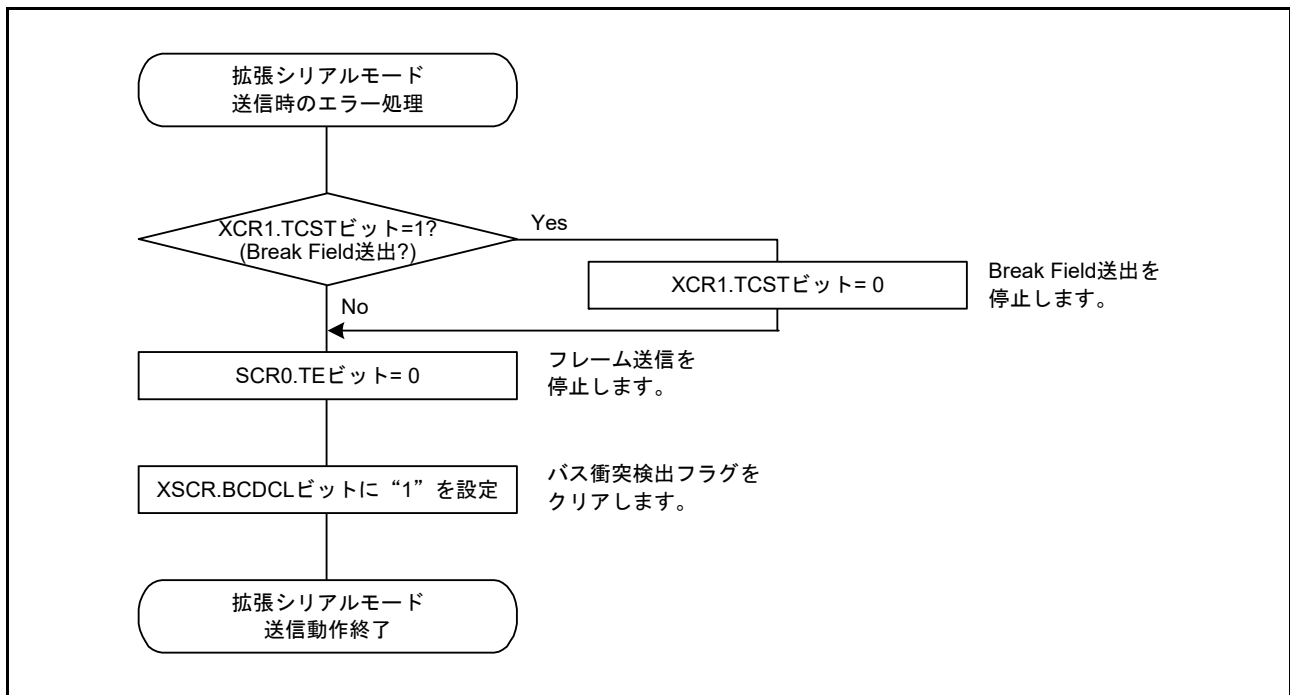 拡張シリアルモード
送信時のエラー処理
XCR1.TCSTビット=1?
(Break Field送出?)
Yes
XCR1.TCSTビット= 0
Break Field送出を
停止します。
No
SCR0.TEビット= 0
フレーム送信を
停止します。
XSCR.BCDCLビットに“1”を設定
バス衝突検出フラグを
クリアします。
拡張シリアルモード
送信動作終了